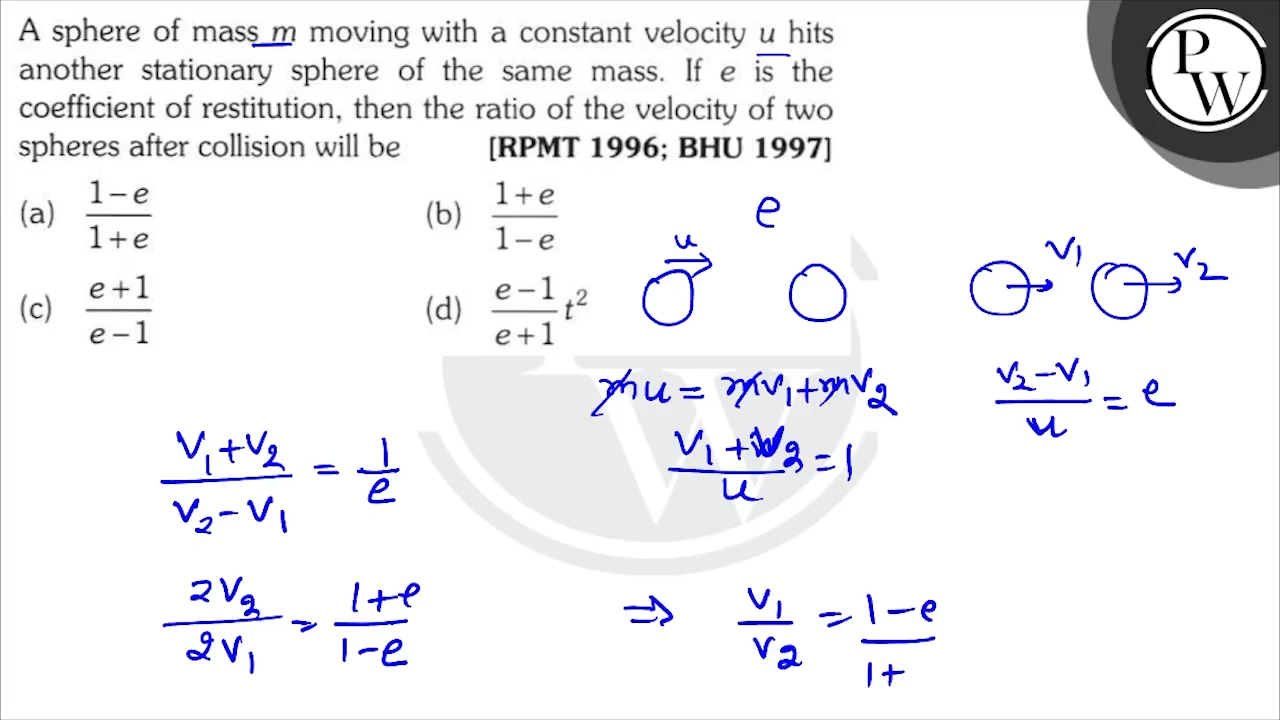 A sphere of mass m moving with a constant velocity u hits
another stationary sphere of the same mass. If e is the
coefficient of restitution, then the ratio of the velocity of two
spheres after collision will be [RPMT 1996; BHU 1997]
(a) (1−e)/(1+e) (b) (1+e)/(1−e)
(c) (e+1)/(e−1) (d) (e−1)/(e+1) t²
P
W
e
u
v₁ v₂
mu = mv₁ + mv₂
(v₂−v₁)/u = e
(v₁+v₂)/u = 1
(v₁+v₂)/(v₂−v₁) = 1/e
2v₂/2v₁ = (1+e)/(1−e) ⇒ v₁/v₂ = (1−e)/(1+